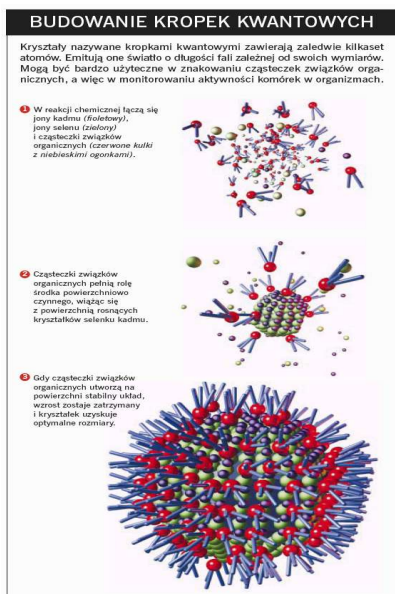 BUDOWANIE KROPEK KWANTOWYCH
Kryształy nazywane kropkami kwantowymi zawierają zaledwie kilkaset
atomów. Emitują one światło o długości fali zależnej od swoich wymiarów.
Mogą być bardzo użyteczne w znakowaniu cząsteczek związków orga-
nicznych, a więc w monitorowaniu aktywności komórek w organizmach.
1 W reakcji chemicznej łączą się
jony kadmu (fioletowy),
jony selenu (zielony)
i cząsteczki związków
organicznych (czerwone kulki
z niebieskimi ogonkami).
2 Cząsteczki związków
organicznych pełnią rolę
środka powierzchniowo
czynnego, wiążąc się
z powierzchnią rosnących
kryształków selenku kadmu.
3 Gdy cząsteczki związków
organicznych utworzą na
powierzchni stabilny układ,
wzrost zostaje zatrzymany
i kryształek uzyskuje
optymalne rozmiary.